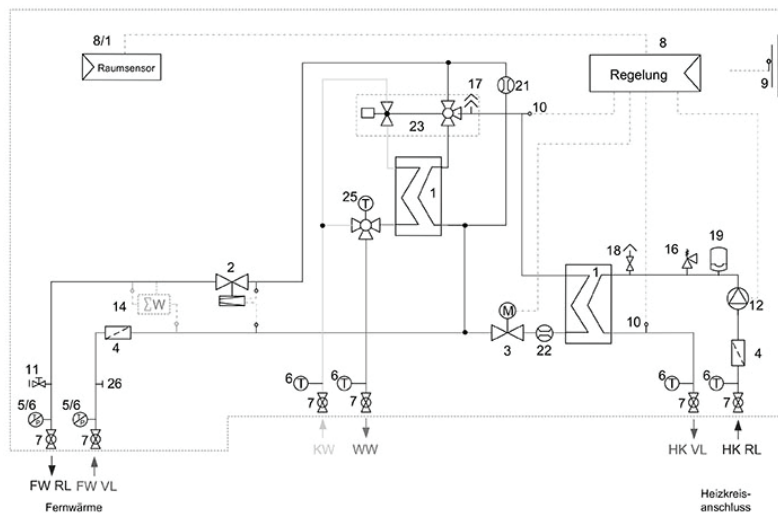 8/1
Raumsensor
8
Regelung
9
17
21
10
23
1
25
2
14
ΣW
4
M
3
22
18
1
16
19
12
10
4
11
26
T
5/6
5/6
7
7
6 T
6 T
7
7
6 T
6 T
7
7
FW RL
FW VL
KW
WW
HK VL
HK RL
Fernwärme
Heizkreis-
anschluss